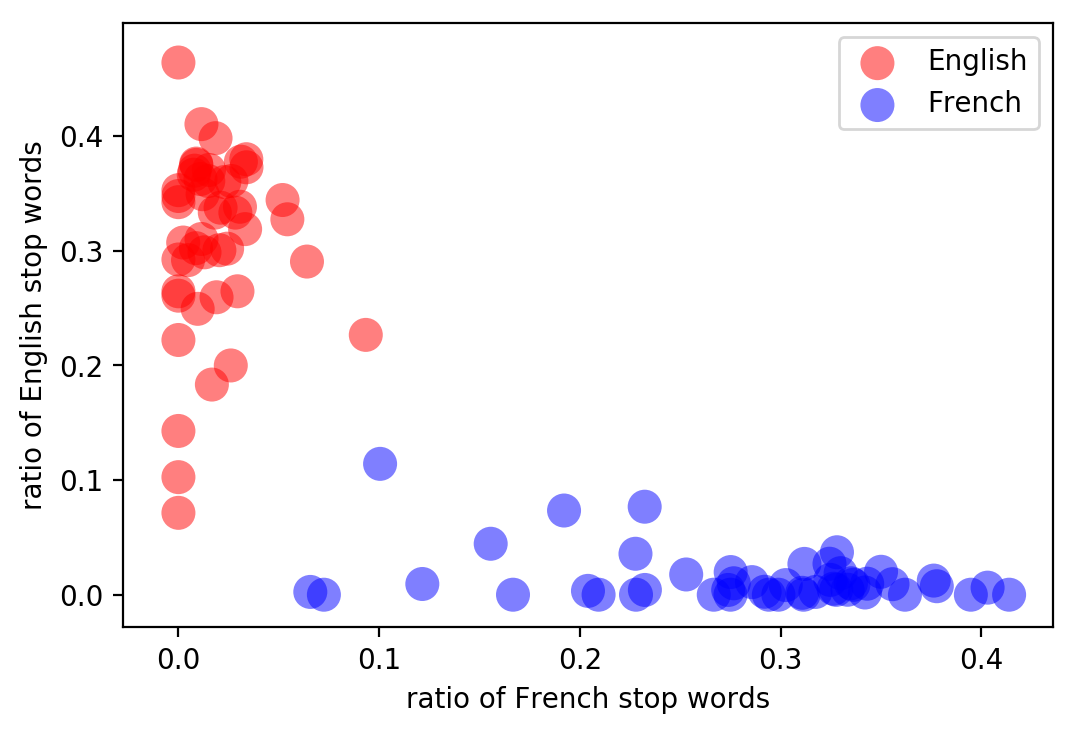 English
French
ratio of English stop words
0.4
0.3
0.2
0.1
0.0
0.0 0.1 0.2 0.3 0.4
ratio of French stop words